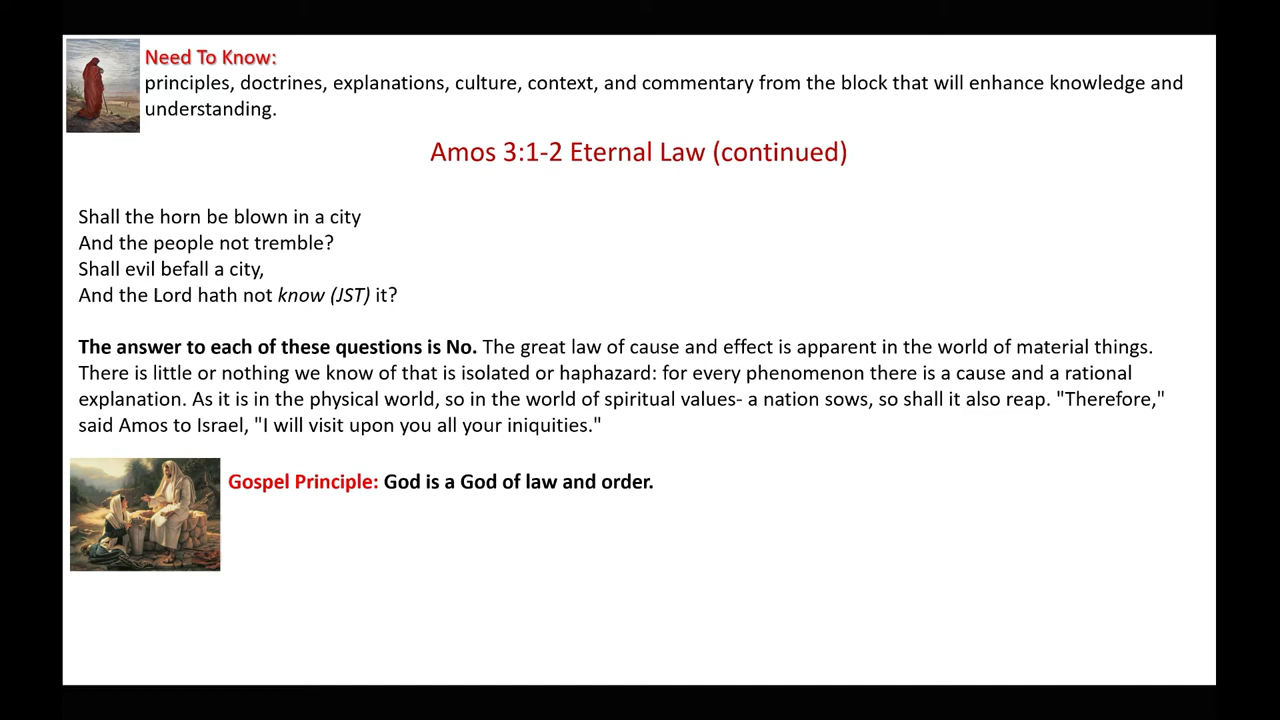 Need To Know:
principles, doctrines, explanations, culture, context, and commentary from the block that will enhance knowledge and
understanding.
Amos 3:1-2 Eternal Law (continued)
Shall the horn be blown in a city
And the people not tremble?
Shall evil befall a city,
And the Lord hath not know (JST) it?
The answer to each of these questions is No. The great law of cause and effect is apparent in the world of material things.
There is little or nothing we know of that is isolated or haphazard: for every phenomenon there is a cause and a rational
explanation. As it is in the physical world, so in the world of spiritual values- a nation sows, so shall it also reap. "Therefore,"
said Amos to Israel, "I will visit upon you all your iniquities."
Gospel Principle: God is a God of law and order.